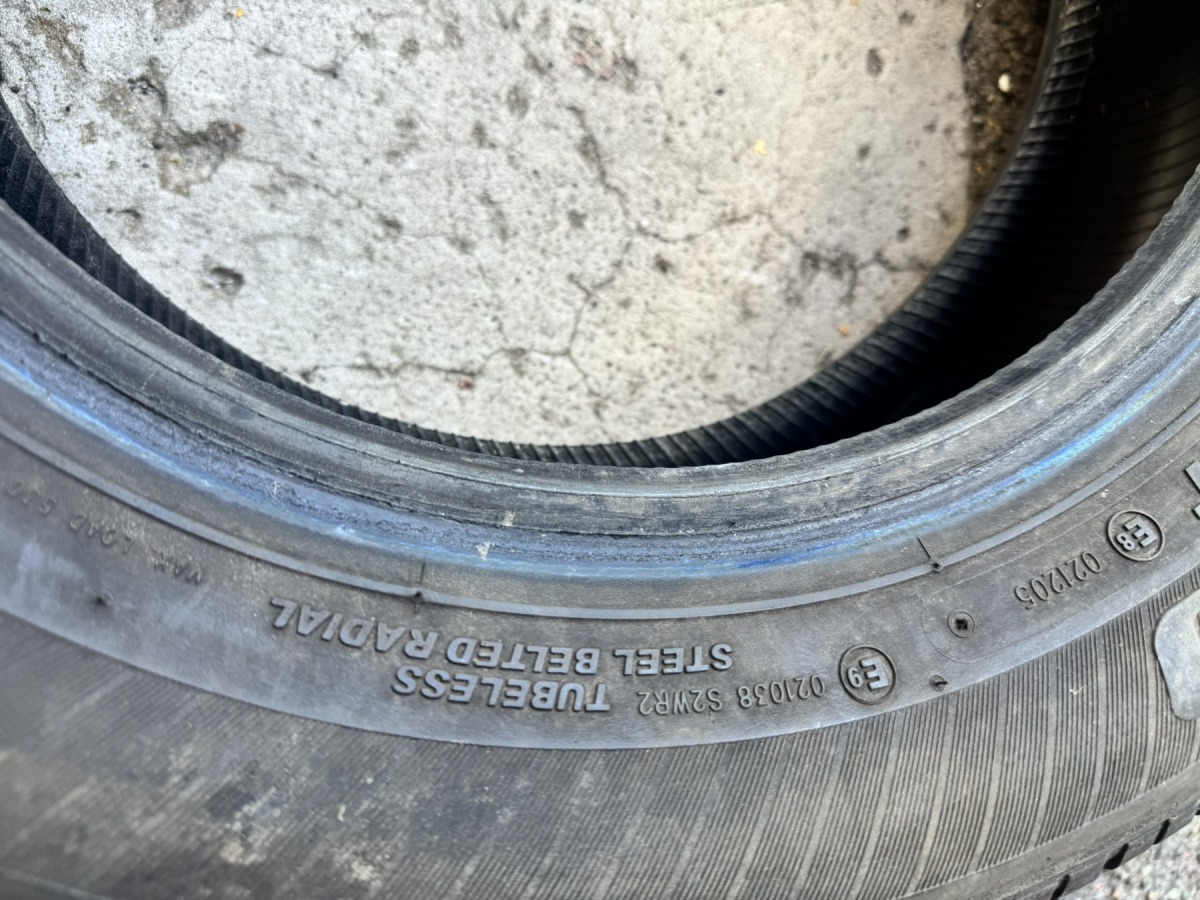 TUBELESS
STEEL BELTED RADIAL
E9 021038 S2WR2
E8 021205
MAX. LOAD